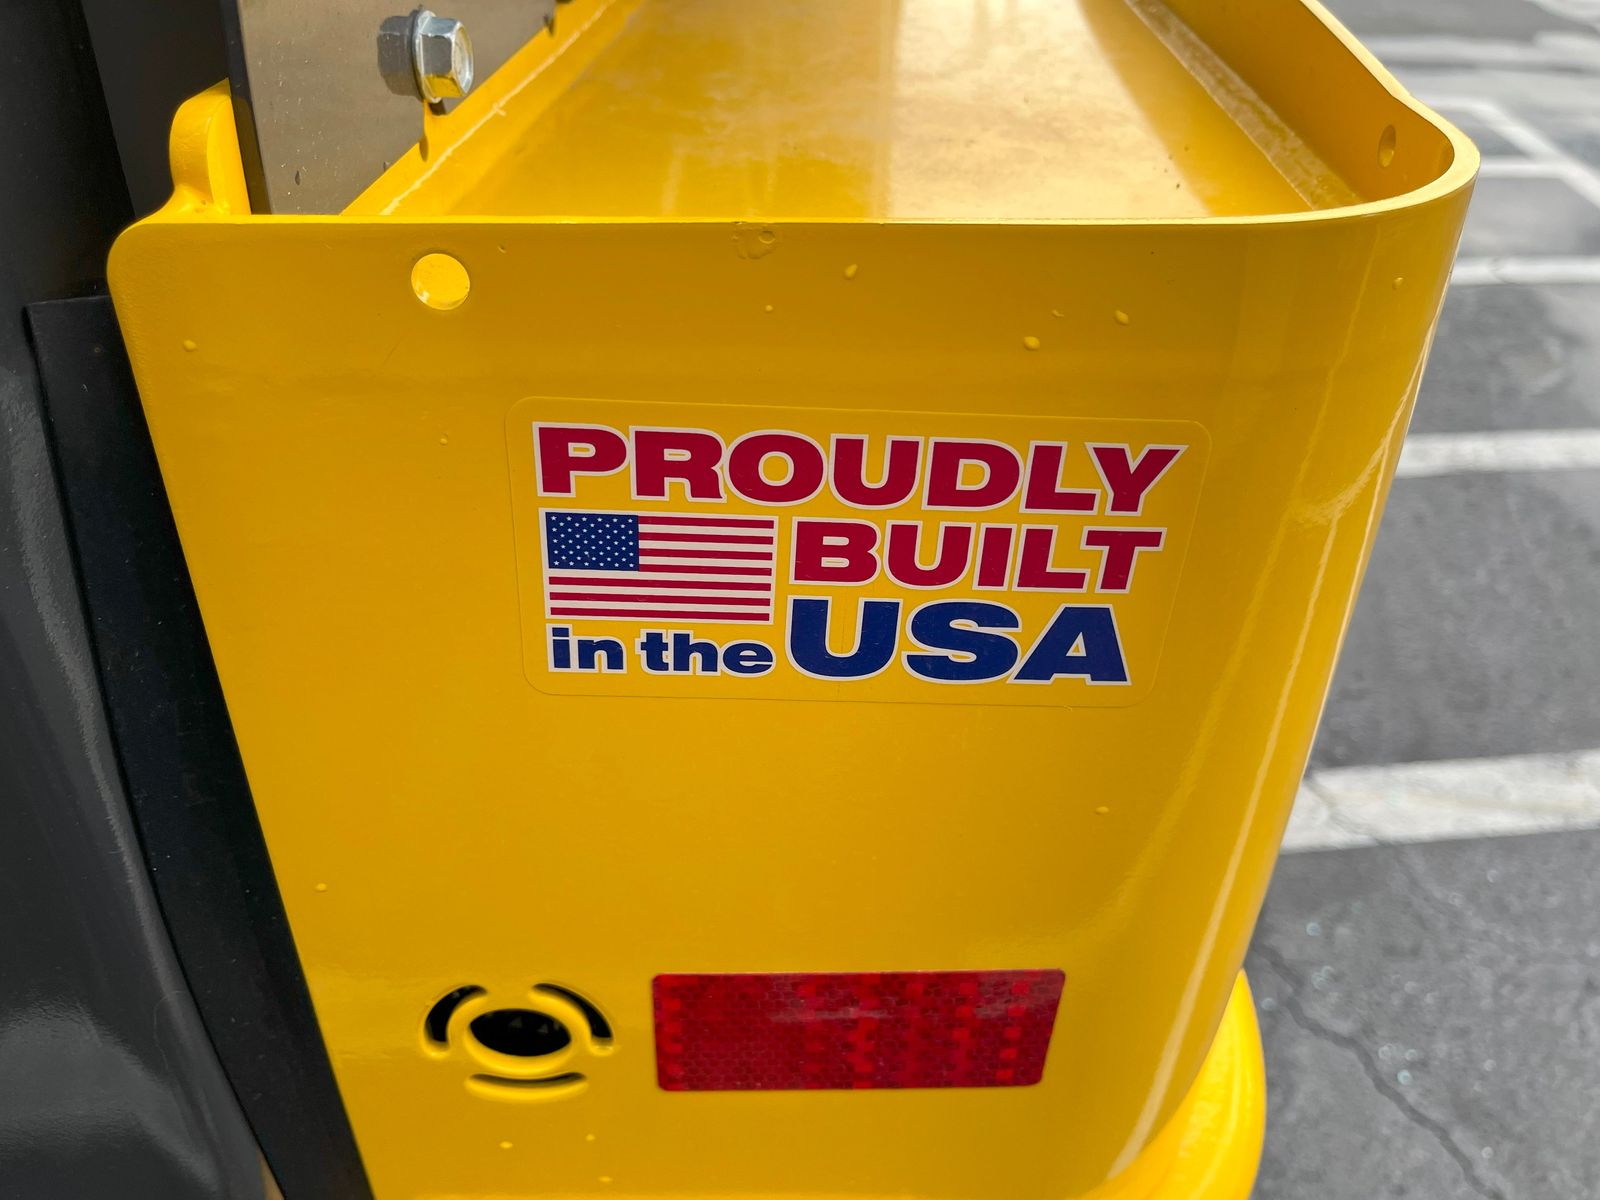 PROUDLY
BUILT
in the USA